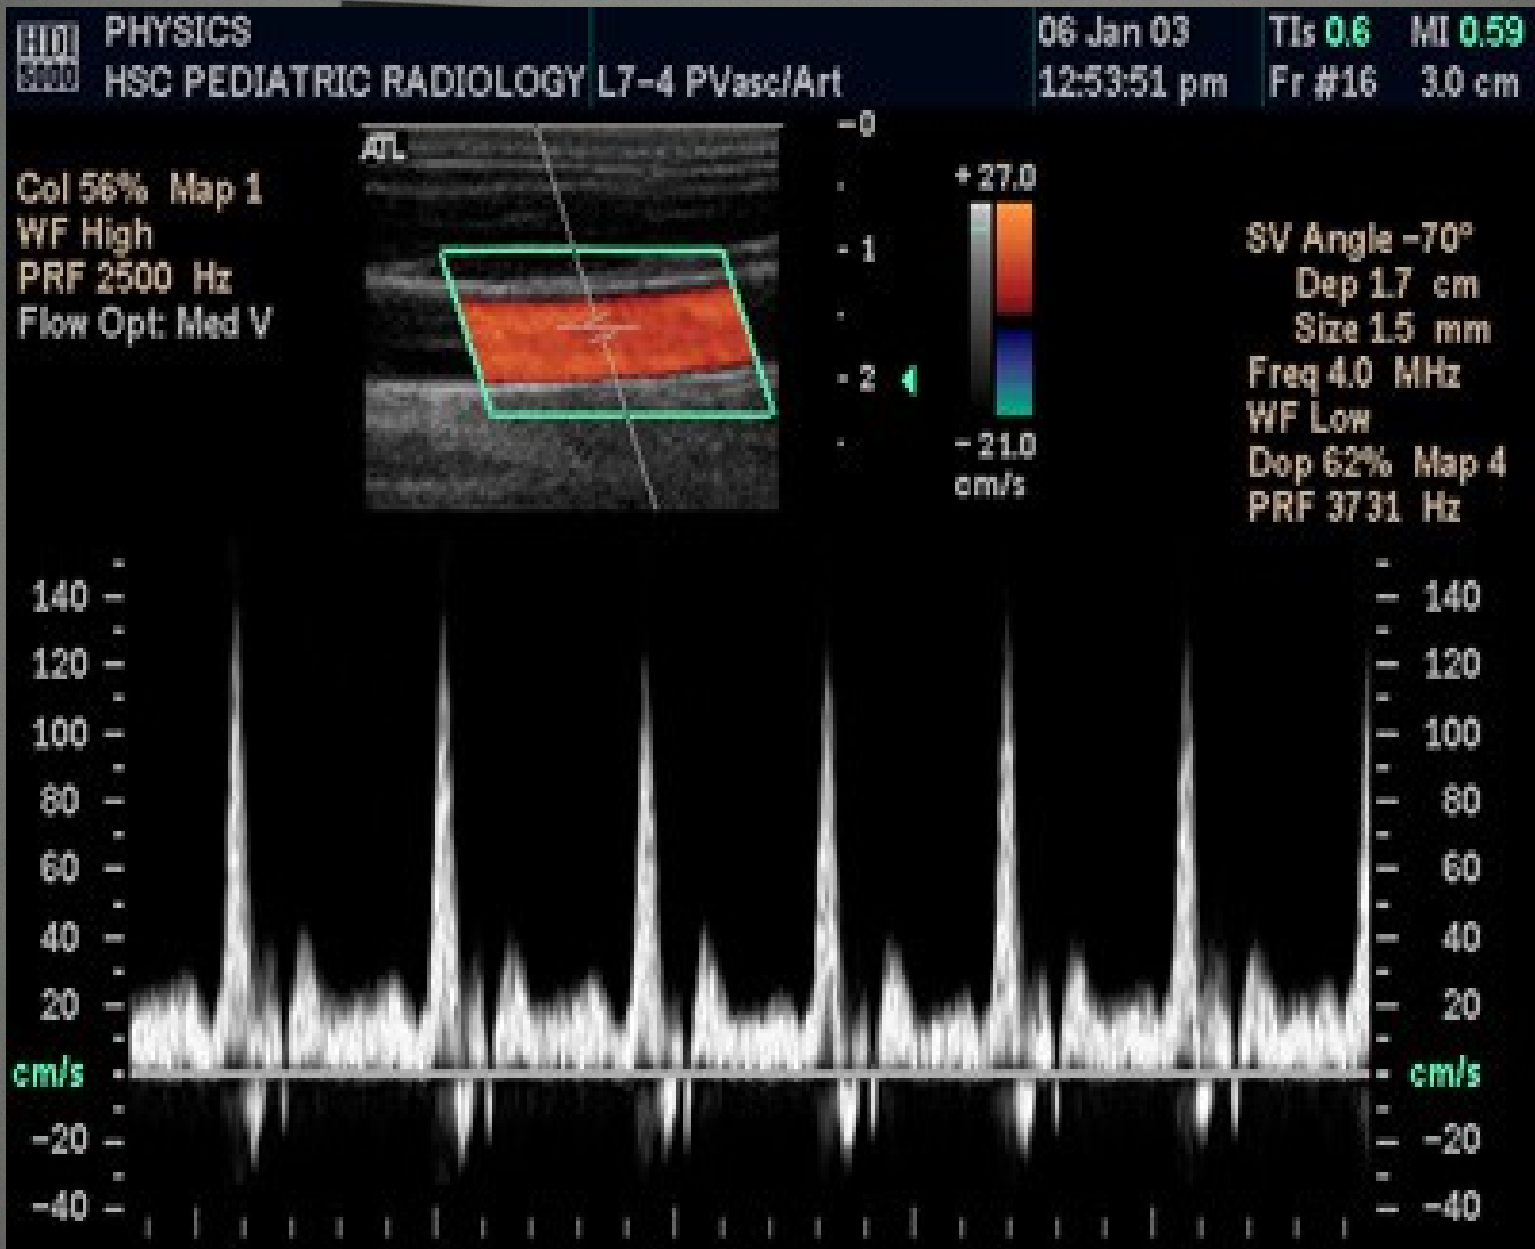 HDI
5000
PHYSICS
HSC PEDIATRIC RADIOLOGY L7-4 PVasc/Art
06 Jan 03
12:53:51 pm
TIs 0.6 MI 0.59
Fr #16 3.0 cm
ATL
Col 56% Map 1
WF High
PRF 2500 Hz
Flow Opt: Med V
0
1
2
+ 27.0
- 21.0
cm/s
SV Angle -70°
Dep 1.7 cm
Size 1.5 mm
Freq 4.0 MHz
WF Low
Dop 62% Map 4
PRF 3731 Hz
140 140
120 120
100 100
80 80
60 60
40 40
20 20
cm/s cm/s
-20 -20
-40 -40